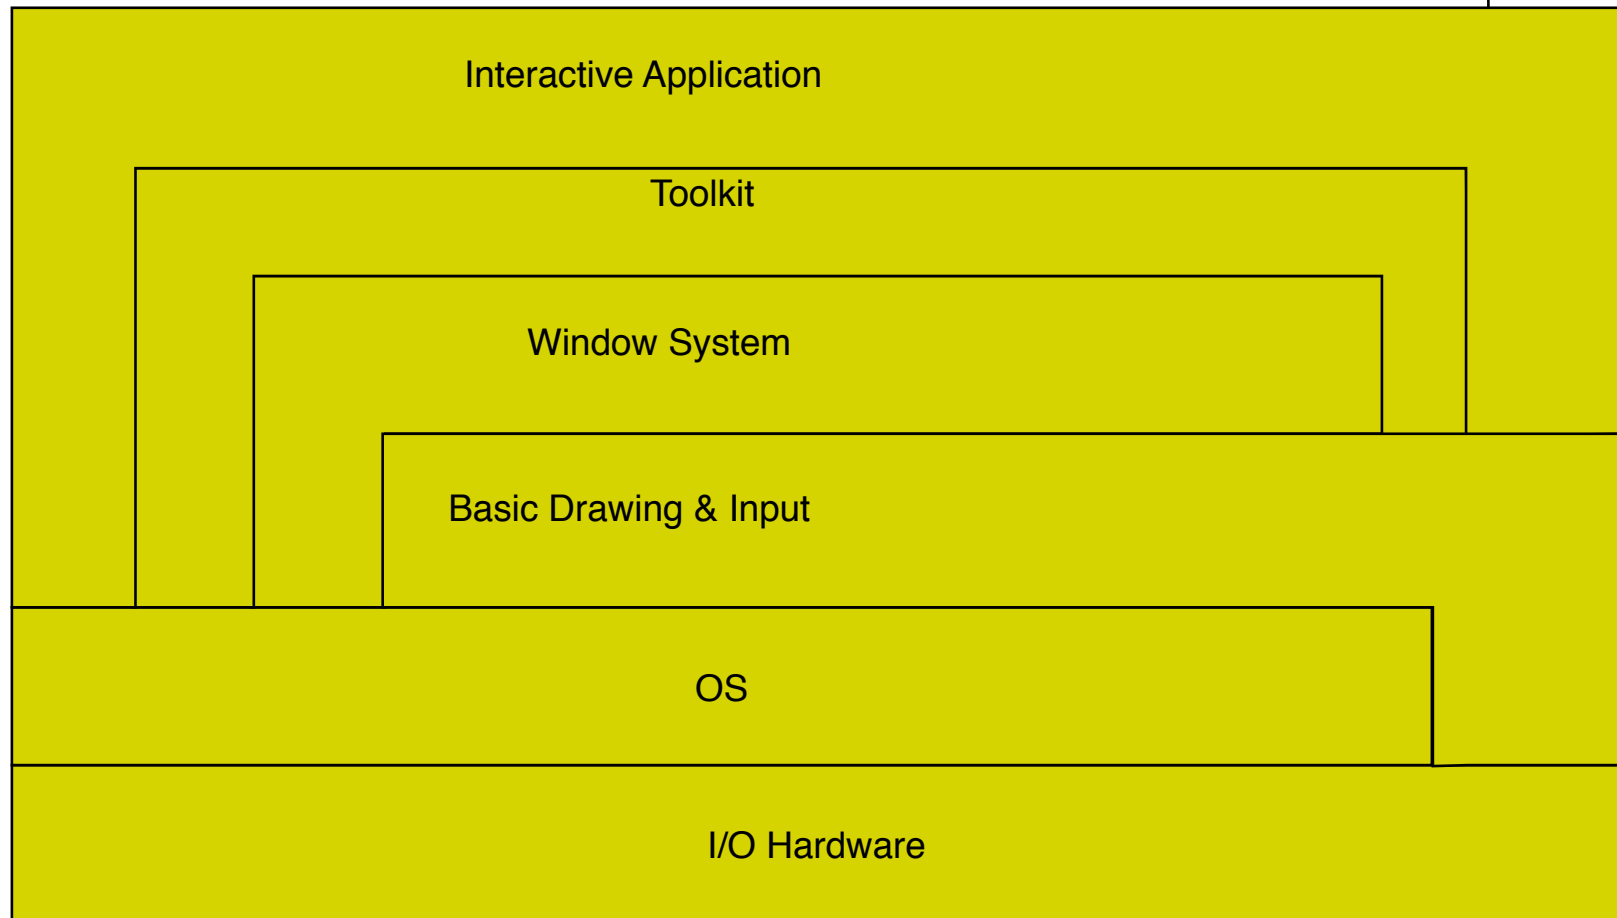 Interactive Application
Toolkit
Window System
Basic Drawing & Input
OS
I/O Hardware